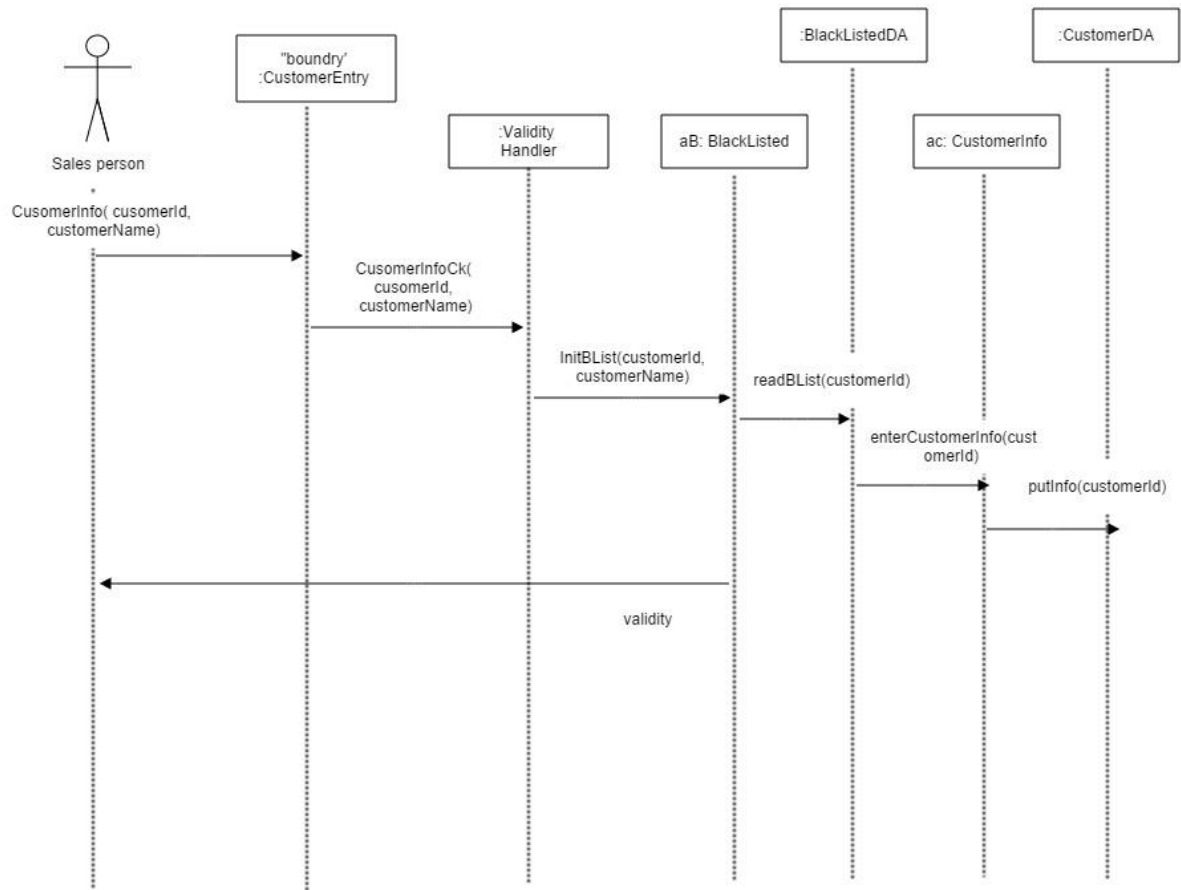 :BlackListedDA
:CustomerDA
"boundry'
:CustomerEntry
:Validity
Handler
aB: BlackListed
ac: CustomerInfo
Sales person
CusomerInfo( cusomerId,
customerName)
CusomerInfoCk(
cusomerId,
customerName)
InitBList(customerId,
customerName)
readBList(customerId)
enterCustomerInfo(cust
omerId)
putInfo(customerId)
validity